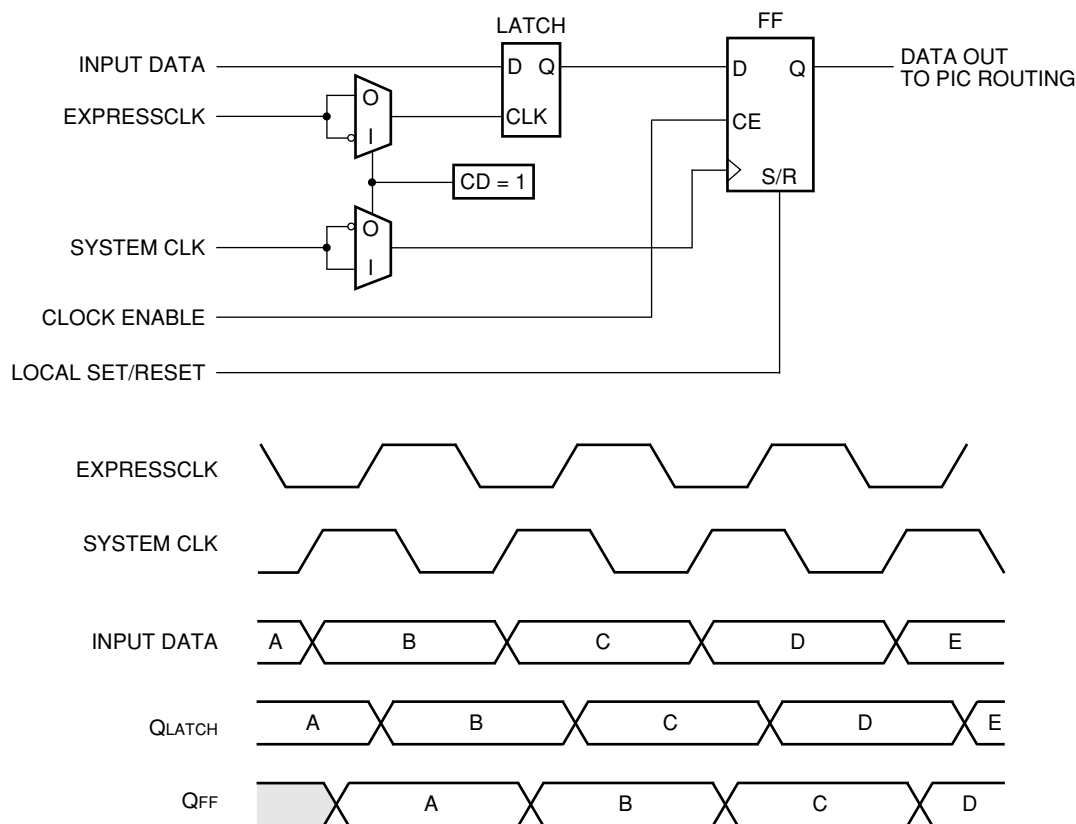 LATCH
FF
INPUT DATA
D Q
D Q
DATA OUT
TO PIC ROUTING
EXPRESSCLK
O
I
CLK
CE
CD = 1
S/R
SYSTEM CLK
O
I
CLOCK ENABLE
LOCAL SET/RESET
EXPRESSCLK
SYSTEM CLK
INPUT DATA
A B C D E
QLATCH
A B C D E
QFF
A B C D